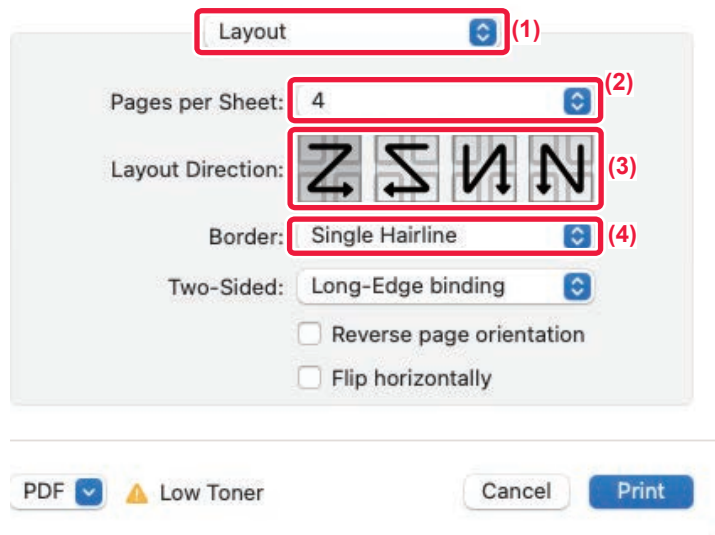 Layout (1)
Pages per Sheet: 4 (2)
Layout Direction: (3)
Border: Single Hairline (4)
Two-Sided: Long-Edge binding
Reverse page orientation
Flip horizontally
PDF Low Toner Cancel Print